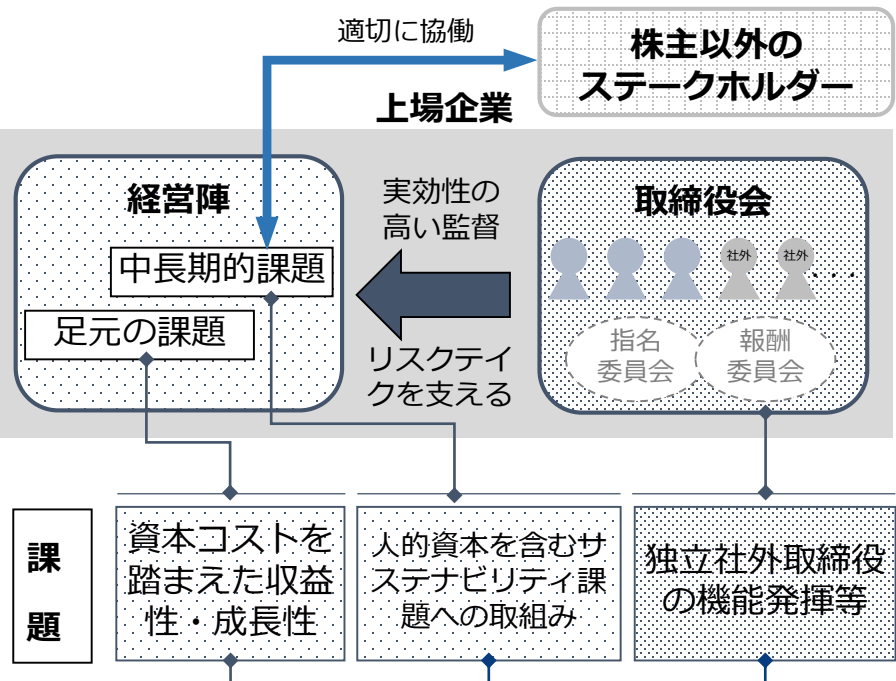 適切に協働
株主以外の
ステークホルダー
上場企業
経営陣
中長期的課題
足元の課題
実効性の
高い監督
リスクテイ
クを支える
取締役会
社外
社外
・・・
指名
委員会
報酬
委員会
課
題
資本コストを
踏まえた収益
性・成長性
人的資本を含むサ
ステナビリティ課
題への取組み
独立社外取締役
の機能発揮等